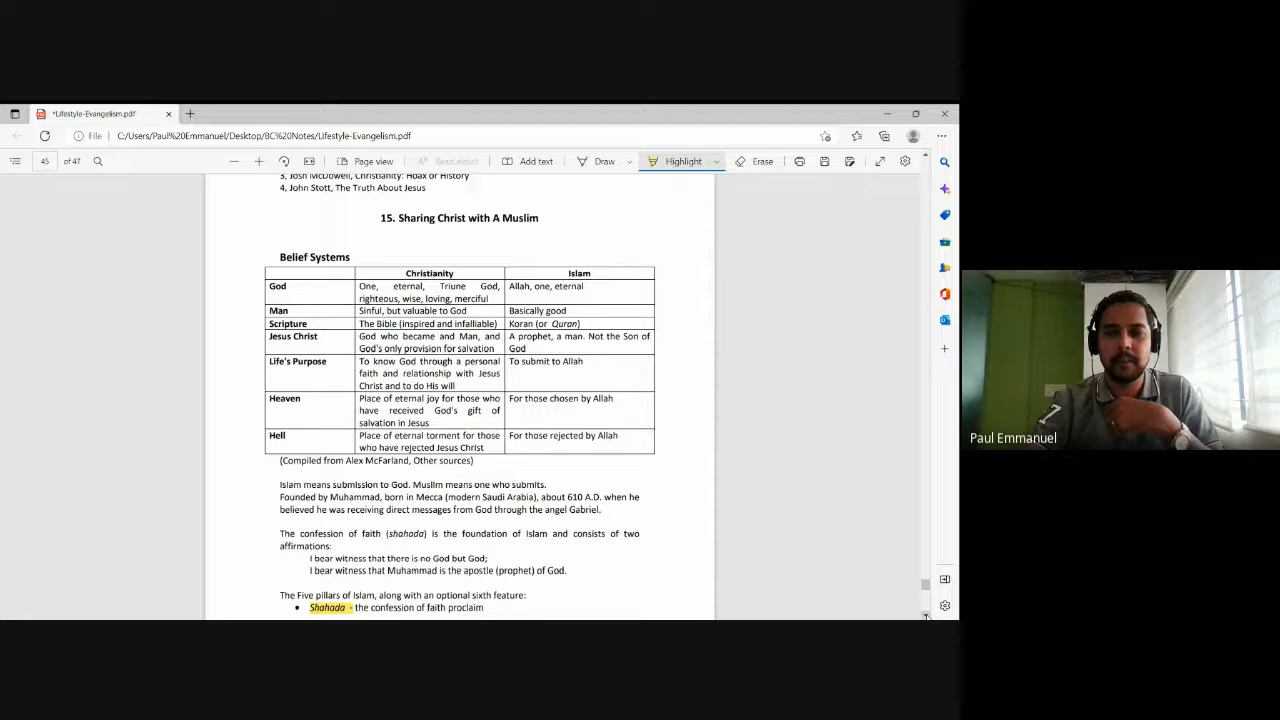 *Lifestyle-Evangelism.pdf
File C:/Users/Paul%20Emmanuel/Desktop/BC%20Notes/Lifestyle-Evangelism.pdf
45 of 47 Page view Read aloud Add text Draw Highlight Erase
3, Josh McDowell, Christianity: Hoax or History
4, John Stott, The Truth About Jesus
15. Sharing Christ with A Muslim
Belief Systems
Christianity Islam
God One, eternal, Triune God, righteous, wise, loving, merciful Allah, one, eternal
Man Sinful, but valuable to God Basically good
Scripture The Bible (inspired and infalliable) Koran (or Quran)
Jesus Christ God who became and Man, and God's only provision for salvation A prophet, a man. Not the Son of God
Life's Purpose To know God through a personal faith and relationship with Jesus Christ and to do His will To submit to Allah
Heaven Place of eternal joy for those who have received God's gift of salvation in Jesus For those chosen by Allah
Hell Place of eternal torment for those who have rejected Jesus Christ For those rejected by Allah
(Compiled from Alex McFarland, Other sources)
Islam means submission to God. Muslim means one who submits.
Founded by Muhammad, born in Mecca (modern Saudi Arabia), about 610 A.D. when he
believed he was receiving direct messages from God through the angel Gabriel.
The confession of faith (shahada) is the foundation of Islam and consists of two
affirmations:
I bear witness that there is no God but God;
I bear witness that Muhammad is the apostle (prophet) of God.
The Five pillars of Islam, along with an optional sixth feature:
• Shahada - the confession of faith proclaim
Paul Emmanuel